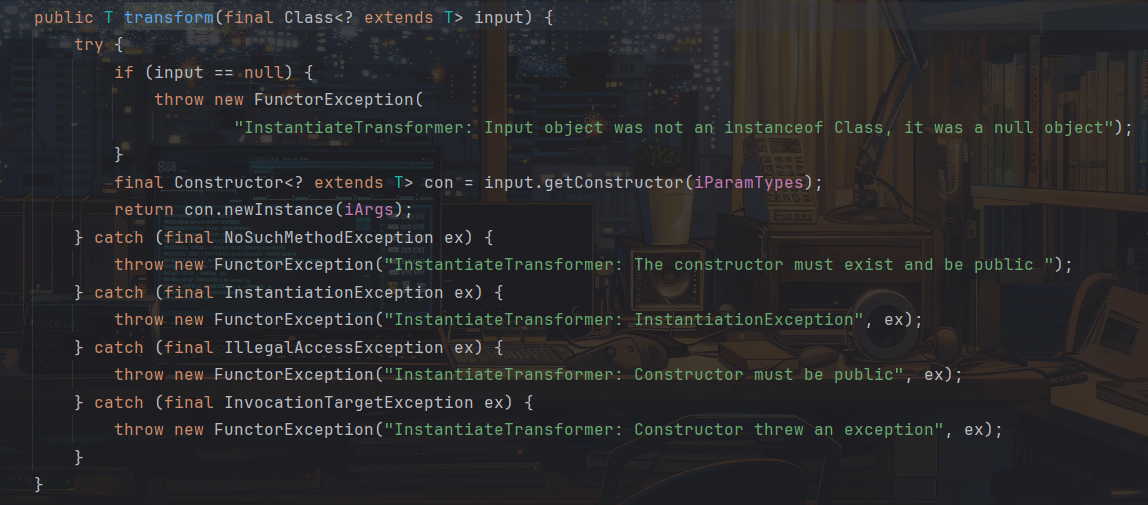 public T transform(final Class<? extends T> input) {
    try {
        if (input == null) {
            throw new FunctorException(
                    "InstantiateTransformer: Input object was not an instanceof Class, it was a null object");
        }
        final Constructor<? extends T> con = input.getConstructor(iParamTypes);
        return con.newInstance(iArgs);
    } catch (final NoSuchMethodException ex) {
        throw new FunctorException("InstantiateTransformer: The constructor must exist and be public ");
    } catch (final InstantiationException ex) {
        throw new FunctorException("InstantiateTransformer: InstantiationException", ex);
    } catch (final IllegalAccessException ex) {
        throw new FunctorException("InstantiateTransformer: Constructor must be public", ex);
    } catch (final InvocationTargetException ex) {
        throw new FunctorException("InstantiateTransformer: Constructor threw an exception", ex);
    }
}